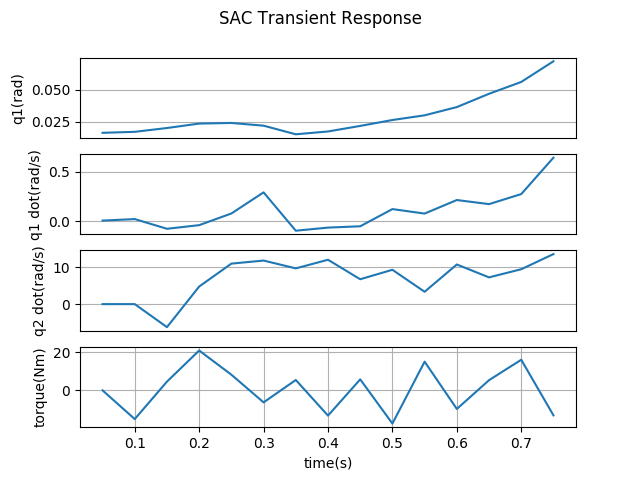 SAC Transient Response
q1(rad)
0.050
0.025
q1 dot(rad/s)
0.5
0.0
q2 dot(rad/s)
10
0
torque(Nm)
20
0
0.1 0.2 0.3 0.4 0.5 0.6 0.7
time(s)